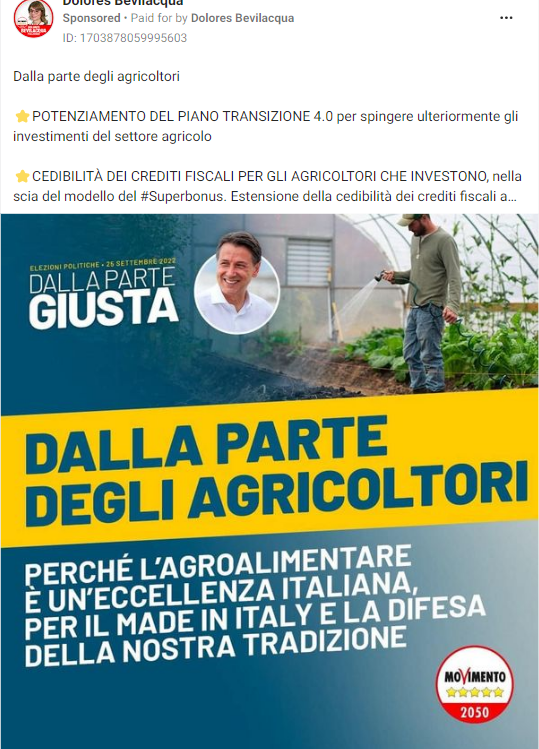 Dolores Bevilacqua
Sponsored • Paid for by Dolores Bevilacqua
ID: 1703878059995603
Dalla parte degli agricoltori
⭐POTENZIAMENTO DEL PIANO TRANSIZIONE 4.0 per spingere ulteriormente gli
investimenti del settore agricolo
⭐CEDIBILITÀ DEI CREDITI FISCALI PER GLI AGRICOLTORI CHE INVESTONO, nella
scia del modello del #Superbonus. Estensione della cedibilità dei crediti fiscali a...
ELEZIONI POLITICHE • 25 SETTEMBRE 2022
DALLA PARTE
GIUSTA
DALLA PARTE
DEGLI AGRICOLTORI
PERCHÉ L'AGROALIMENTARE
È UN'ECCELLENZA ITALIANA,
PER IL MADE IN ITALY E LA DIFESA
DELLA NOSTRA TRADIZIONE
MOVIMENTO
2050